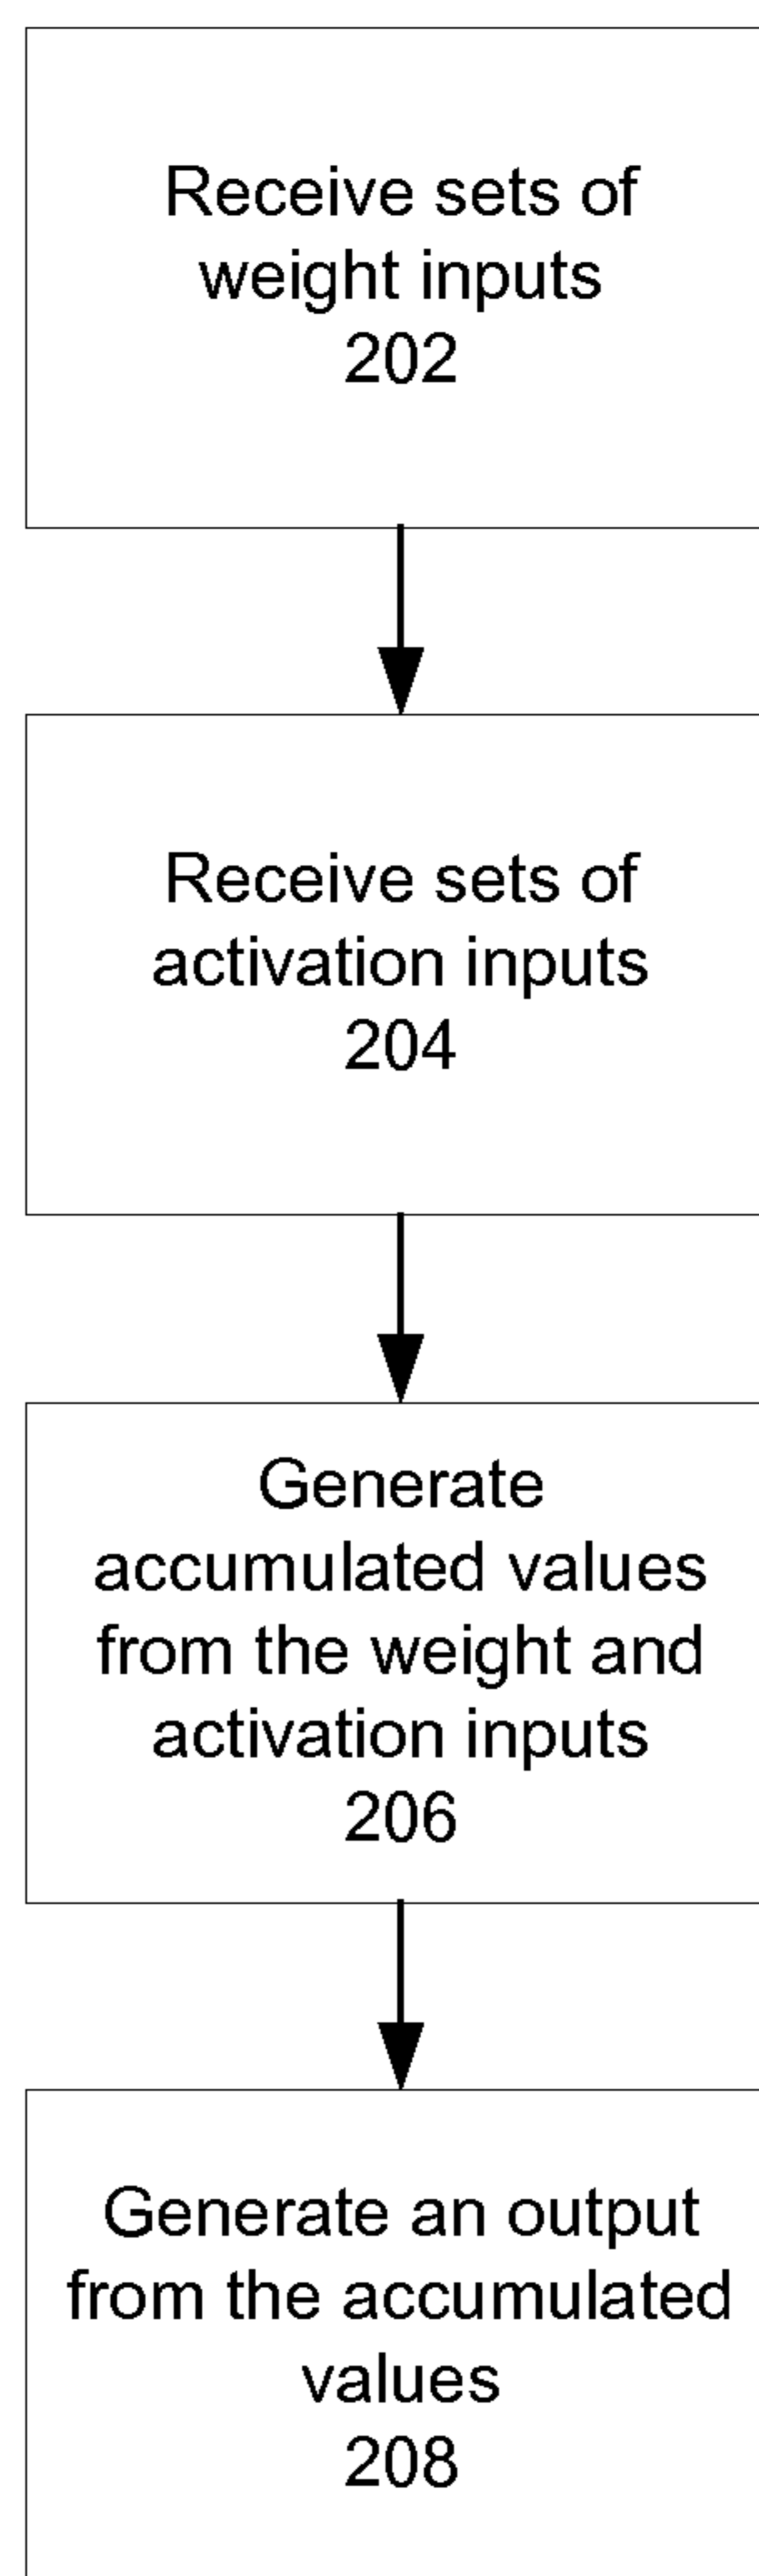 Receive sets of
weight inputs
202
Receive sets of
activation inputs
204
Generate
accumulated values
from the weight and
activation inputs
206
Generate an output
from the accumulated
values
208